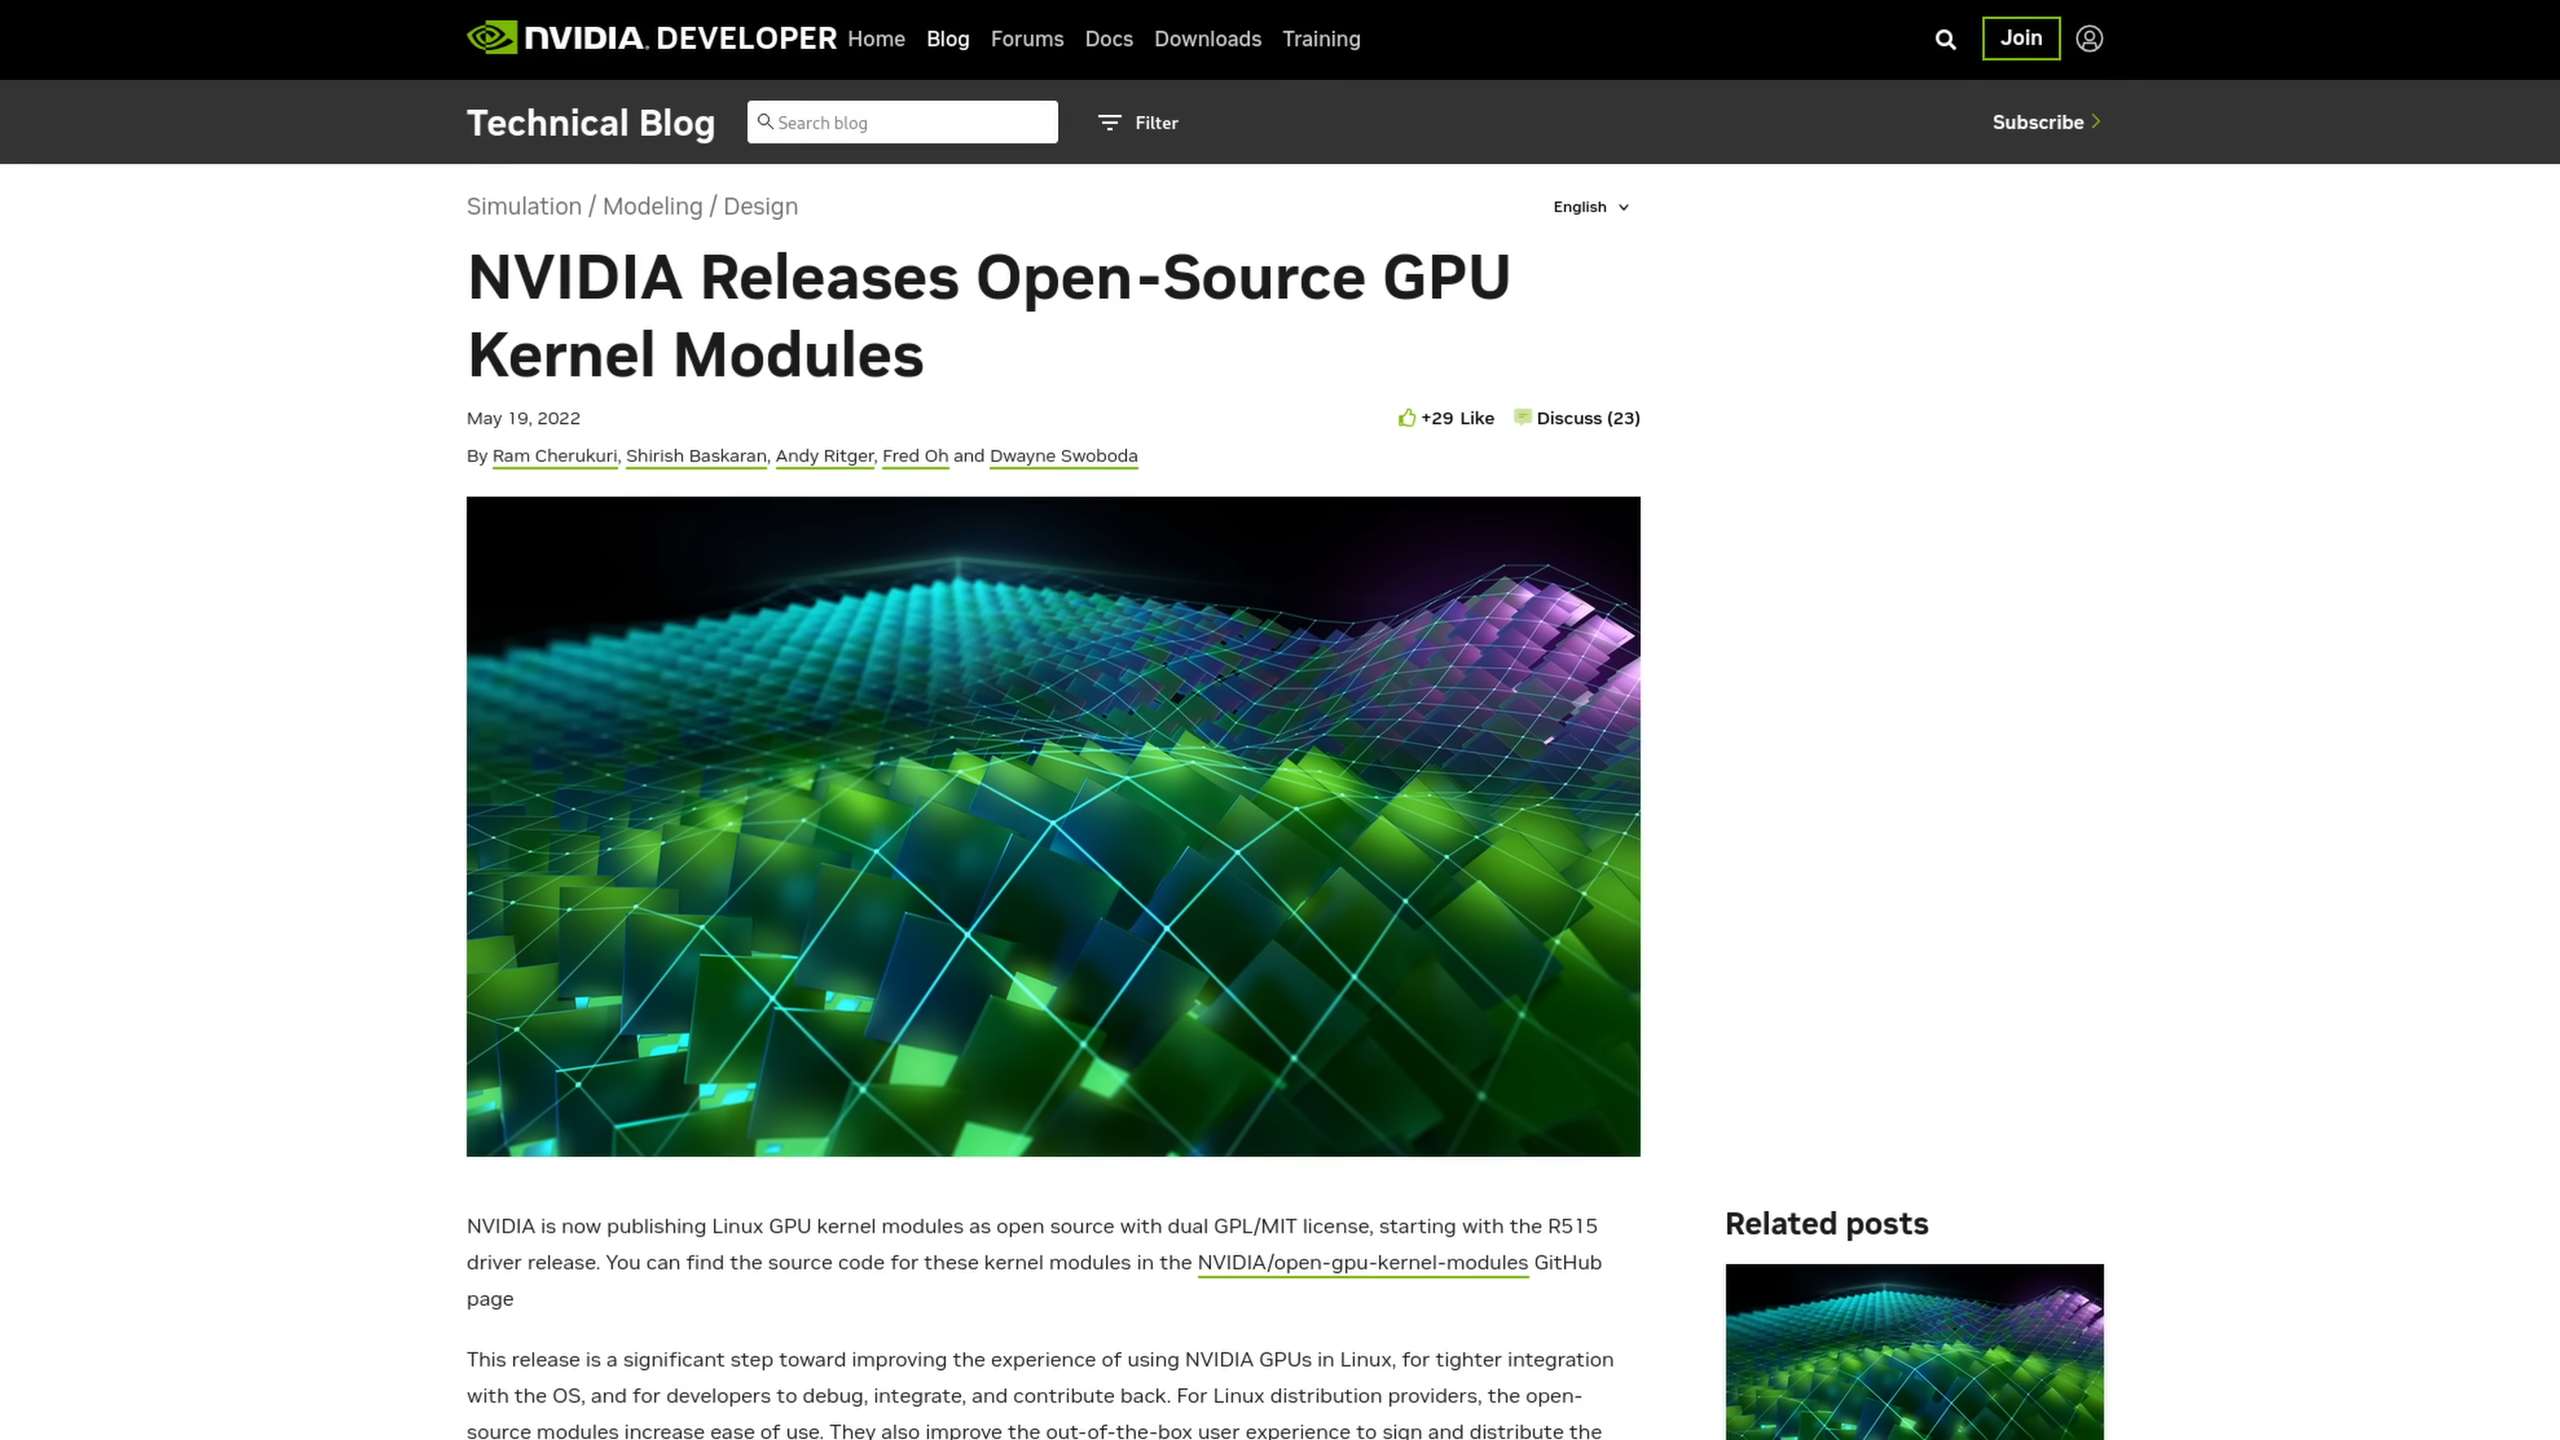 NVIDIA. DEVELOPER Home Blog Forums Docs Downloads Training Join
Technical Blog Search blog Filter Subscribe
Simulation / Modeling / Design English
NVIDIA Releases Open-Source GPU
Kernel Modules
May 19, 2022 +29 Like Discuss (23)
By Ram Cherukuri, Shirish Baskaran, Andy Ritger, Fred Oh and Dwayne Swoboda
NVIDIA is now publishing Linux GPU kernel modules as open source with dual GPL/MIT license, starting with the R515
driver release. You can find the source code for these kernel modules in the NVIDIA/open-gpu-kernel-modules GitHub
page
This release is a significant step toward improving the experience of using NVIDIA GPUs in Linux, for tighter integration
with the OS, and for developers to debug, integrate, and contribute back. For Linux distribution providers, the open-
source modules increase ease of use. They also improve the out-of-the-box user experience to sign and distribute the
Related posts